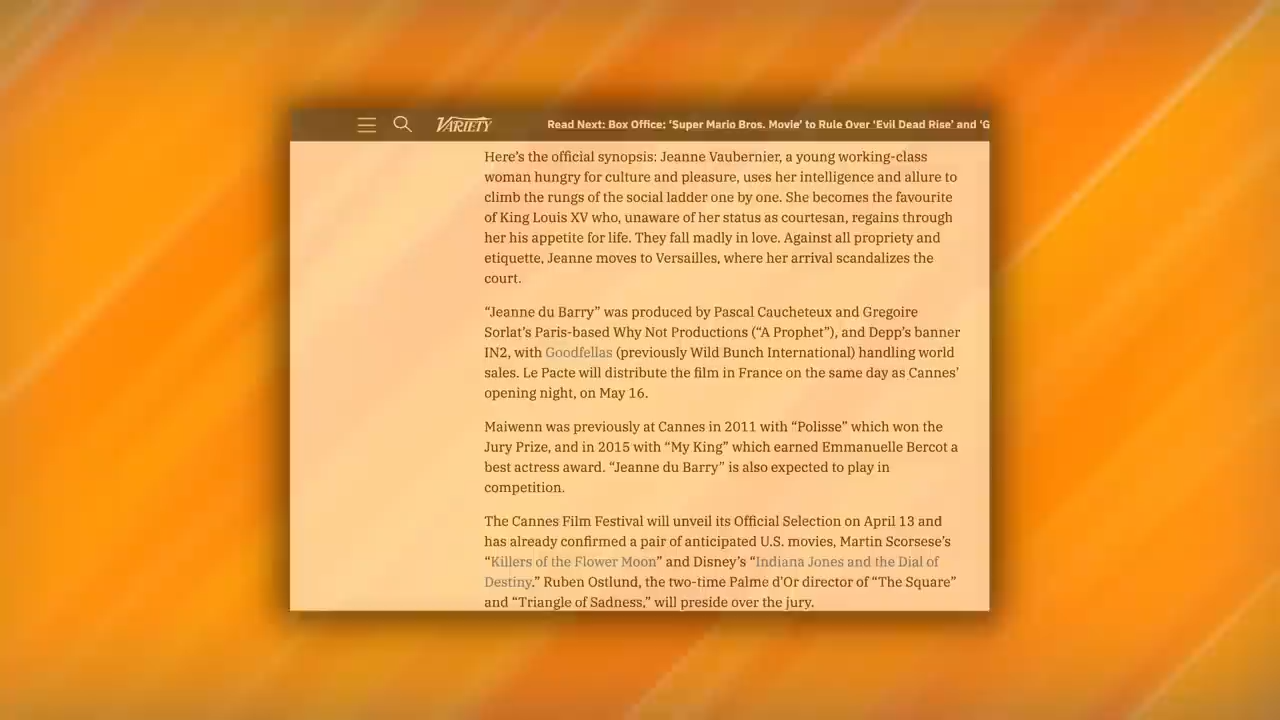 VARIETY
Read Next: Box Office: ‘Super Mario Bros. Movie’ to Rule Over ‘Evil Dead Rise’ and ‘G
Here’s the official synopsis: Jeanne Vaubernier, a young working-class
woman hungry for culture and pleasure, uses her intelligence and allure to
climb the rungs of the social ladder one by one. She becomes the favourite
of King Louis XV who, unaware of her status as courtesan, regains through
her his appetite for life. They fall madly in love. Against all propriety and
etiquette, Jeanne moves to Versailles, where her arrival scandalizes the
court.
“Jeanne du Barry” was produced by Pascal Caucheteux and Gregoire
Sorlat’s Paris-based Why Not Productions (“A Prophet”), and Depp’s banner
IN2, with Goodfellas (previously Wild Bunch International) handling world
sales. Le Pacte will distribute the film in France on the same day as Cannes’
opening night, on May 16.
Maiwenn was previously at Cannes in 2011 with “Polisse” which won the
Jury Prize, and in 2015 with “My King” which earned Emmanuelle Bercot a
best actress award. “Jeanne du Barry” is also expected to play in
competition.
The Cannes Film Festival will unveil its Official Selection on April 13 and
has already confirmed a pair of anticipated U.S. movies, Martin Scorsese’s
“Killers of the Flower Moon” and Disney’s “Indiana Jones and the Dial of
Destiny.” Ruben Ostlund, the two-time Palme d’Or director of “The Square”
and “Triangle of Sadness,” will preside over the jury.